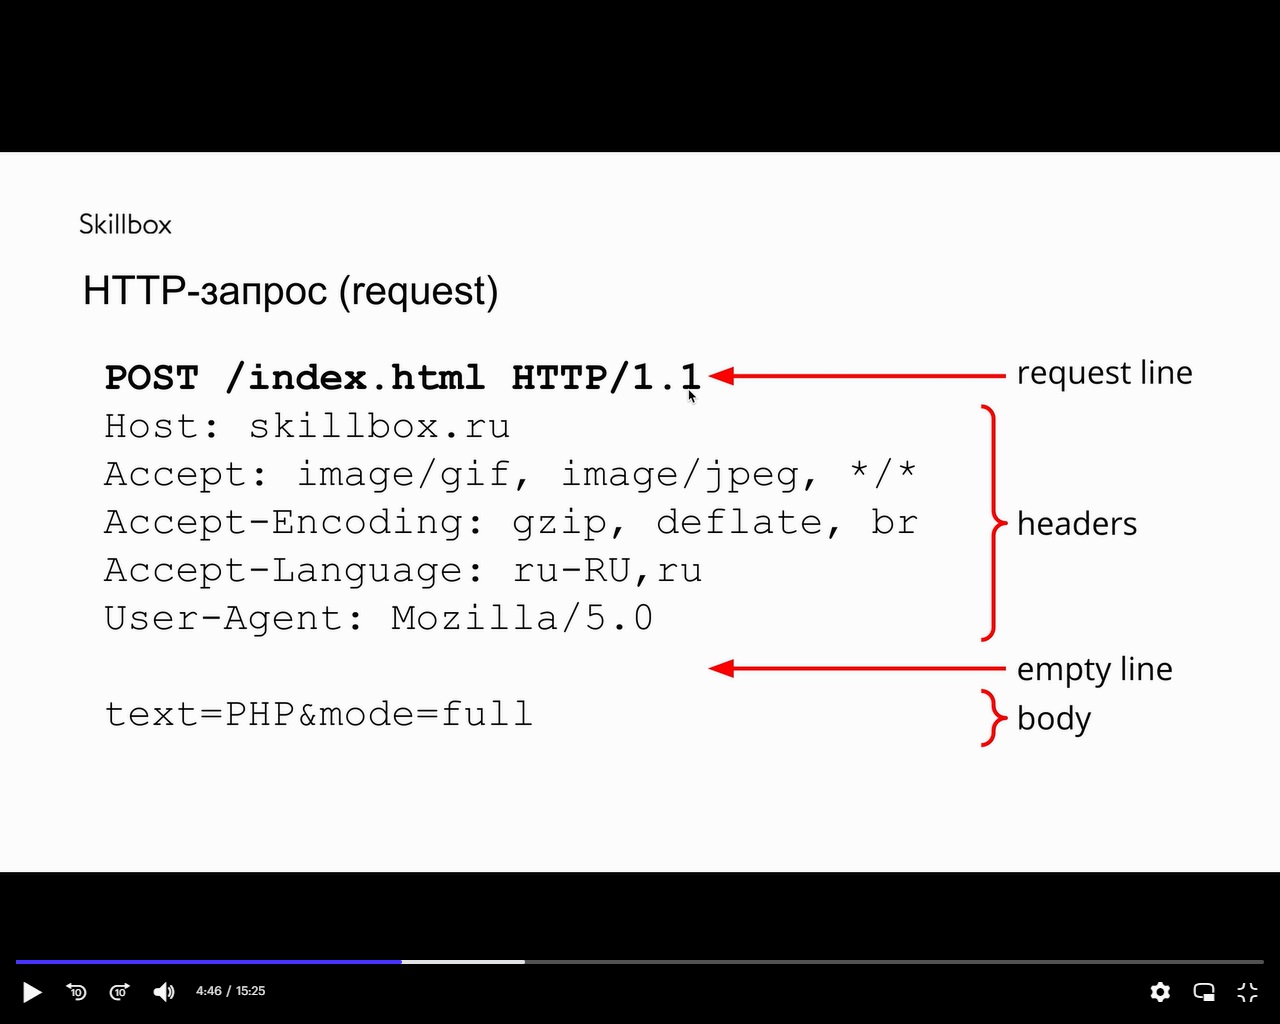 Skillbox
HTTP-запрос (request)
POST /index.html HTTP/1.1
request line
Host: skillbox.ru
Accept: image/gif, image/jpeg, */*
Accept-Encoding: gzip, deflate, br
headers
Accept-Language: ru-RU,ru
User-Agent: Mozilla/5.0
empty line
text=PHP&mode=full
body
10
10
4:46 / 15:25